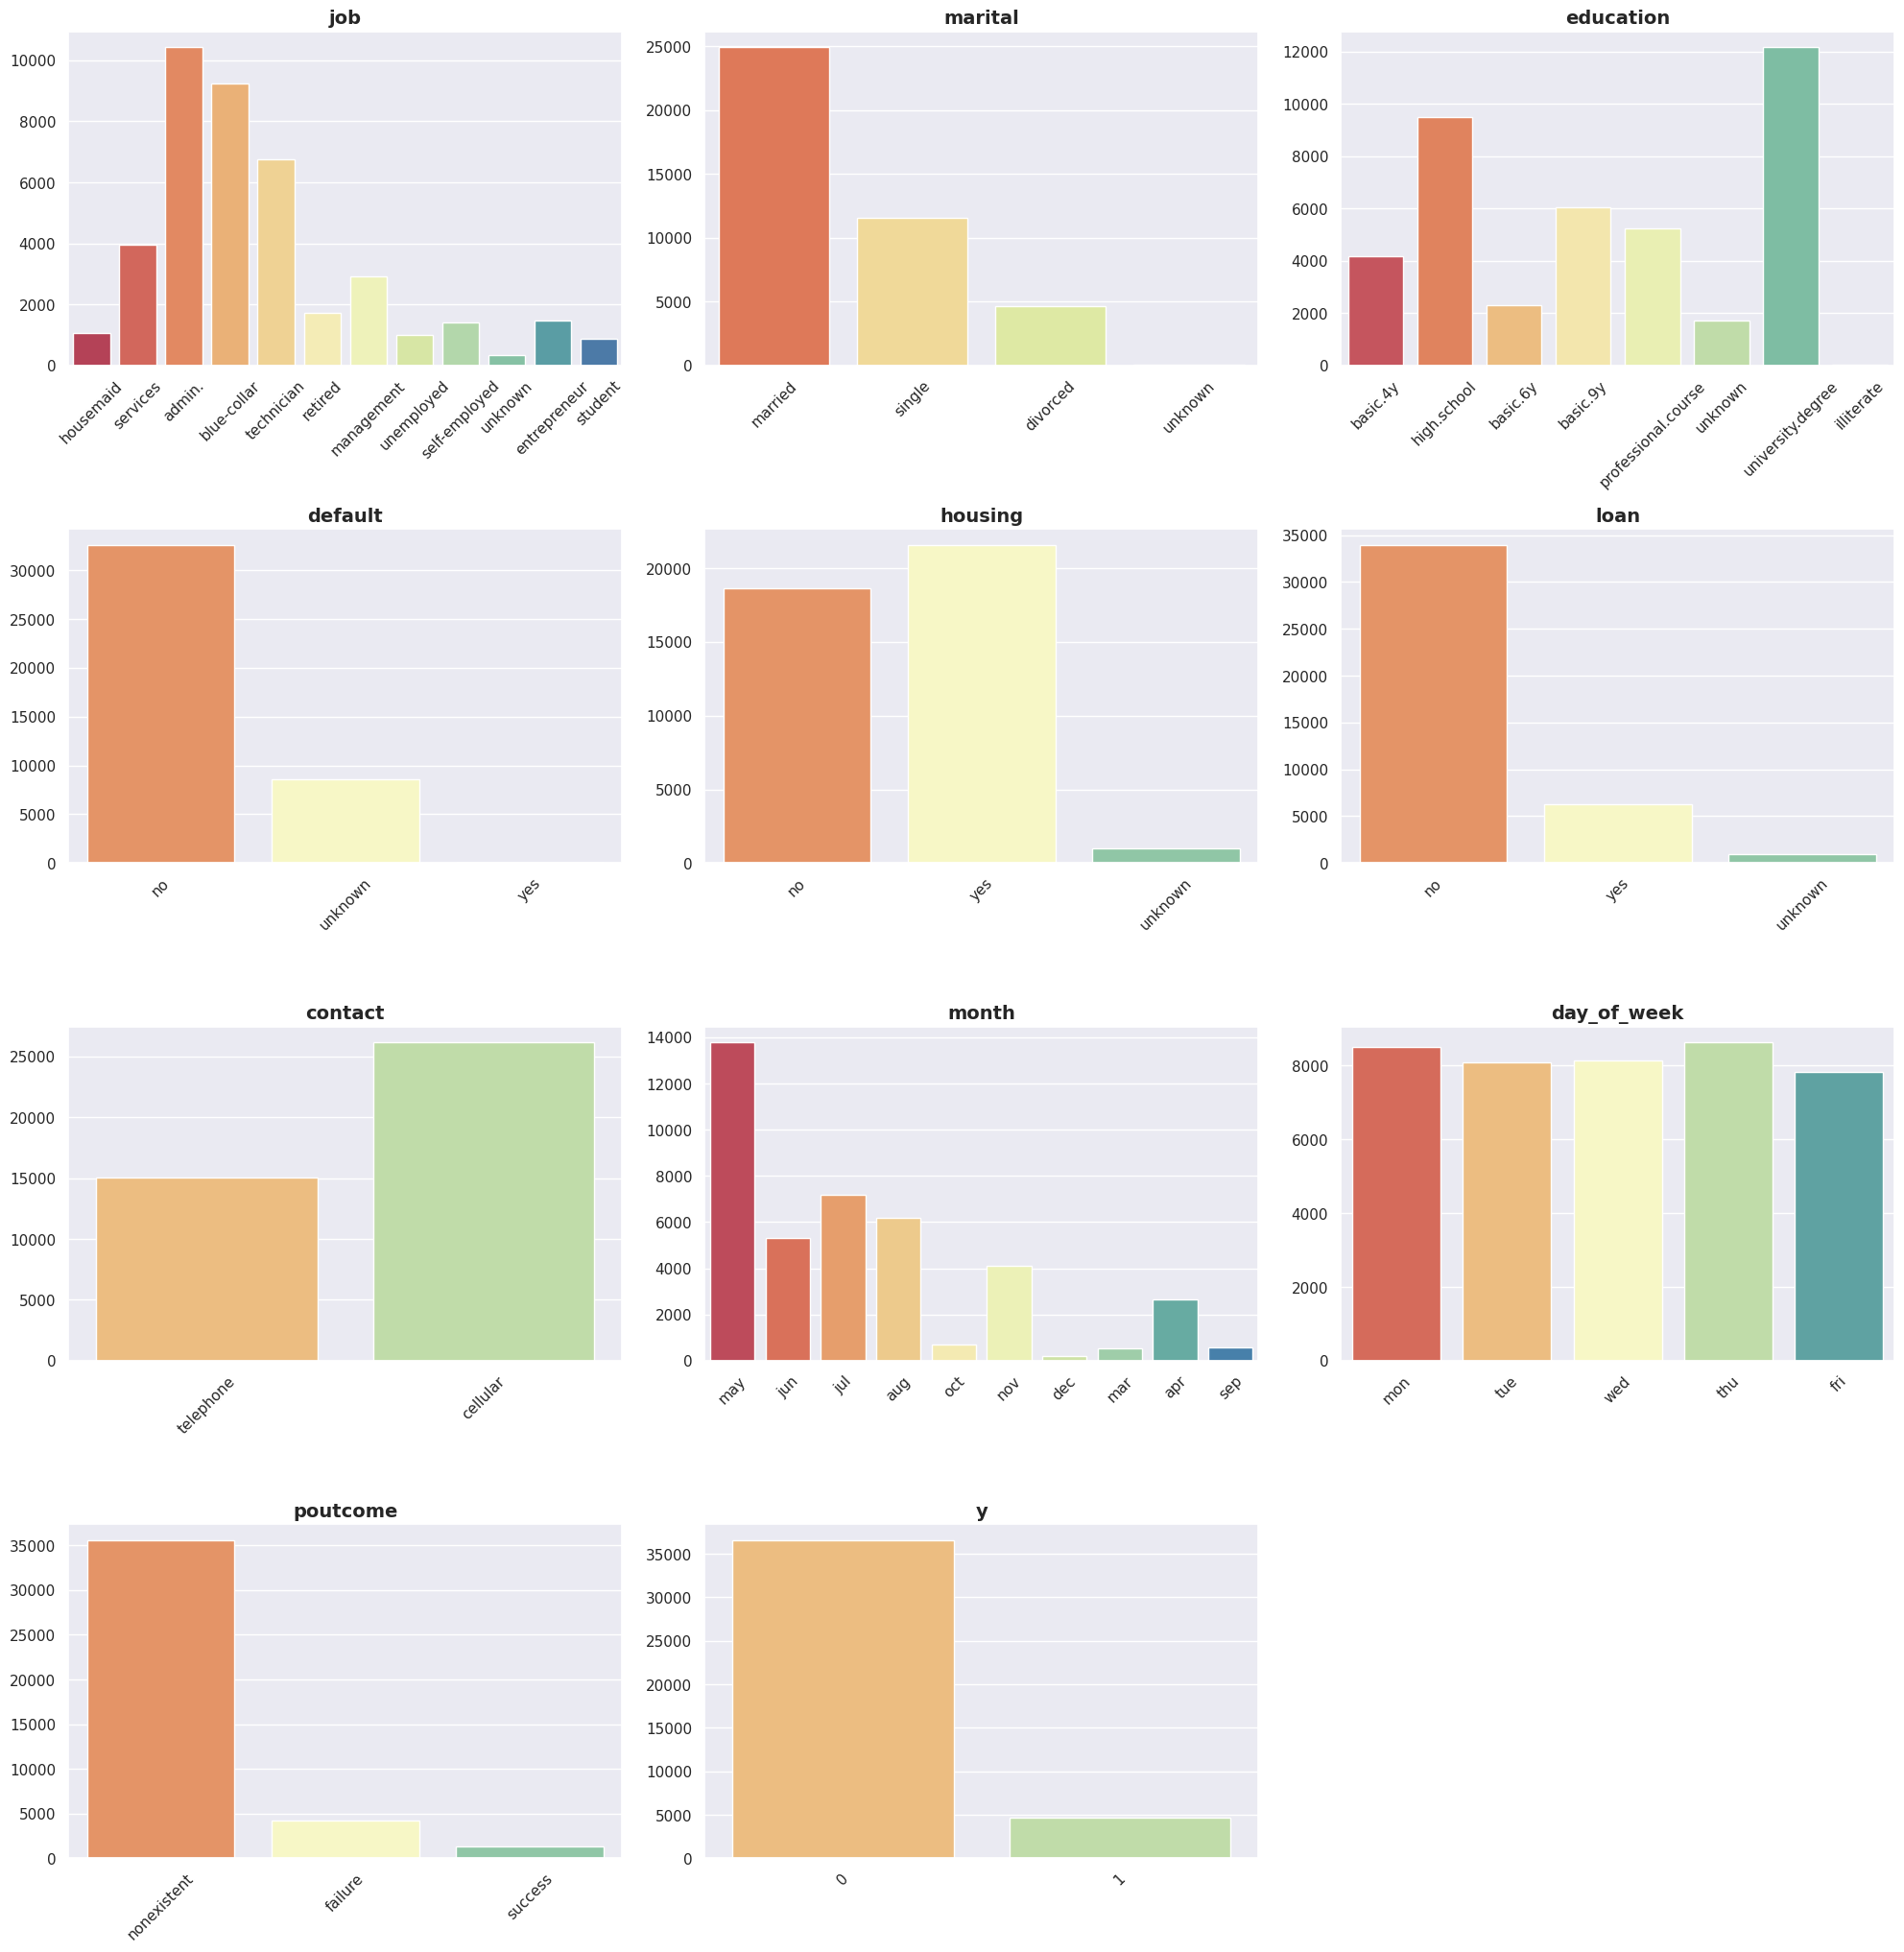 job
10000
8000
6000
4000
2000
0
housemaid
services
admin.
blue-collar
technician
retired
management
unemployed
self-employed
unknown
entrepreneur
student
marital
25000
20000
15000
10000
5000
0
married
single
divorced
unknown
education
12000
10000
8000
6000
4000
2000
0
basic.4y
high.school
basic.6y
basic.9y
professional.course
unknown
university.degree
illiterate
default
30000
25000
20000
15000
10000
5000
0
no
unknown
yes
housing
20000
15000
10000
5000
0
no
yes
unknown
loan
35000
30000
25000
20000
15000
10000
5000
0
no
yes
unknown
contact
25000
20000
15000
10000
5000
0
telephone
cellular
month
14000
12000
10000
8000
6000
4000
2000
0
may
jun
jul
aug
oct
nov
dec
mar
apr
sep
day_of_week
8000
6000
4000
2000
0
mon
tue
wed
thu
fri
poutcome
35000
30000
25000
20000
15000
10000
5000
0
nonexistent
failure
success
y
35000
30000
25000
20000
15000
10000
5000
0
0
1